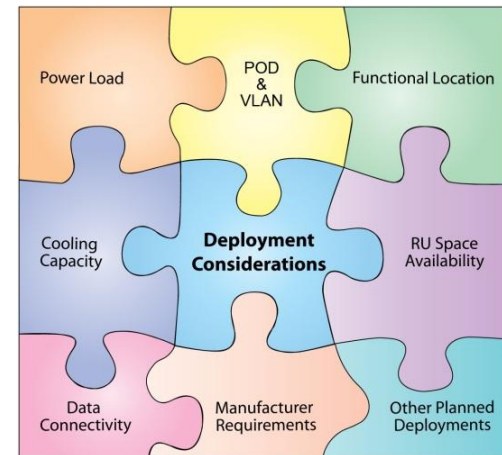 Power Load
POD
&
VLAN
Functional Location
Cooling
Capacity
Deployment
Considerations
RU Space
Availability
Data
Connectivity
Manufacturer
Requirements
Other Planned
Deployments